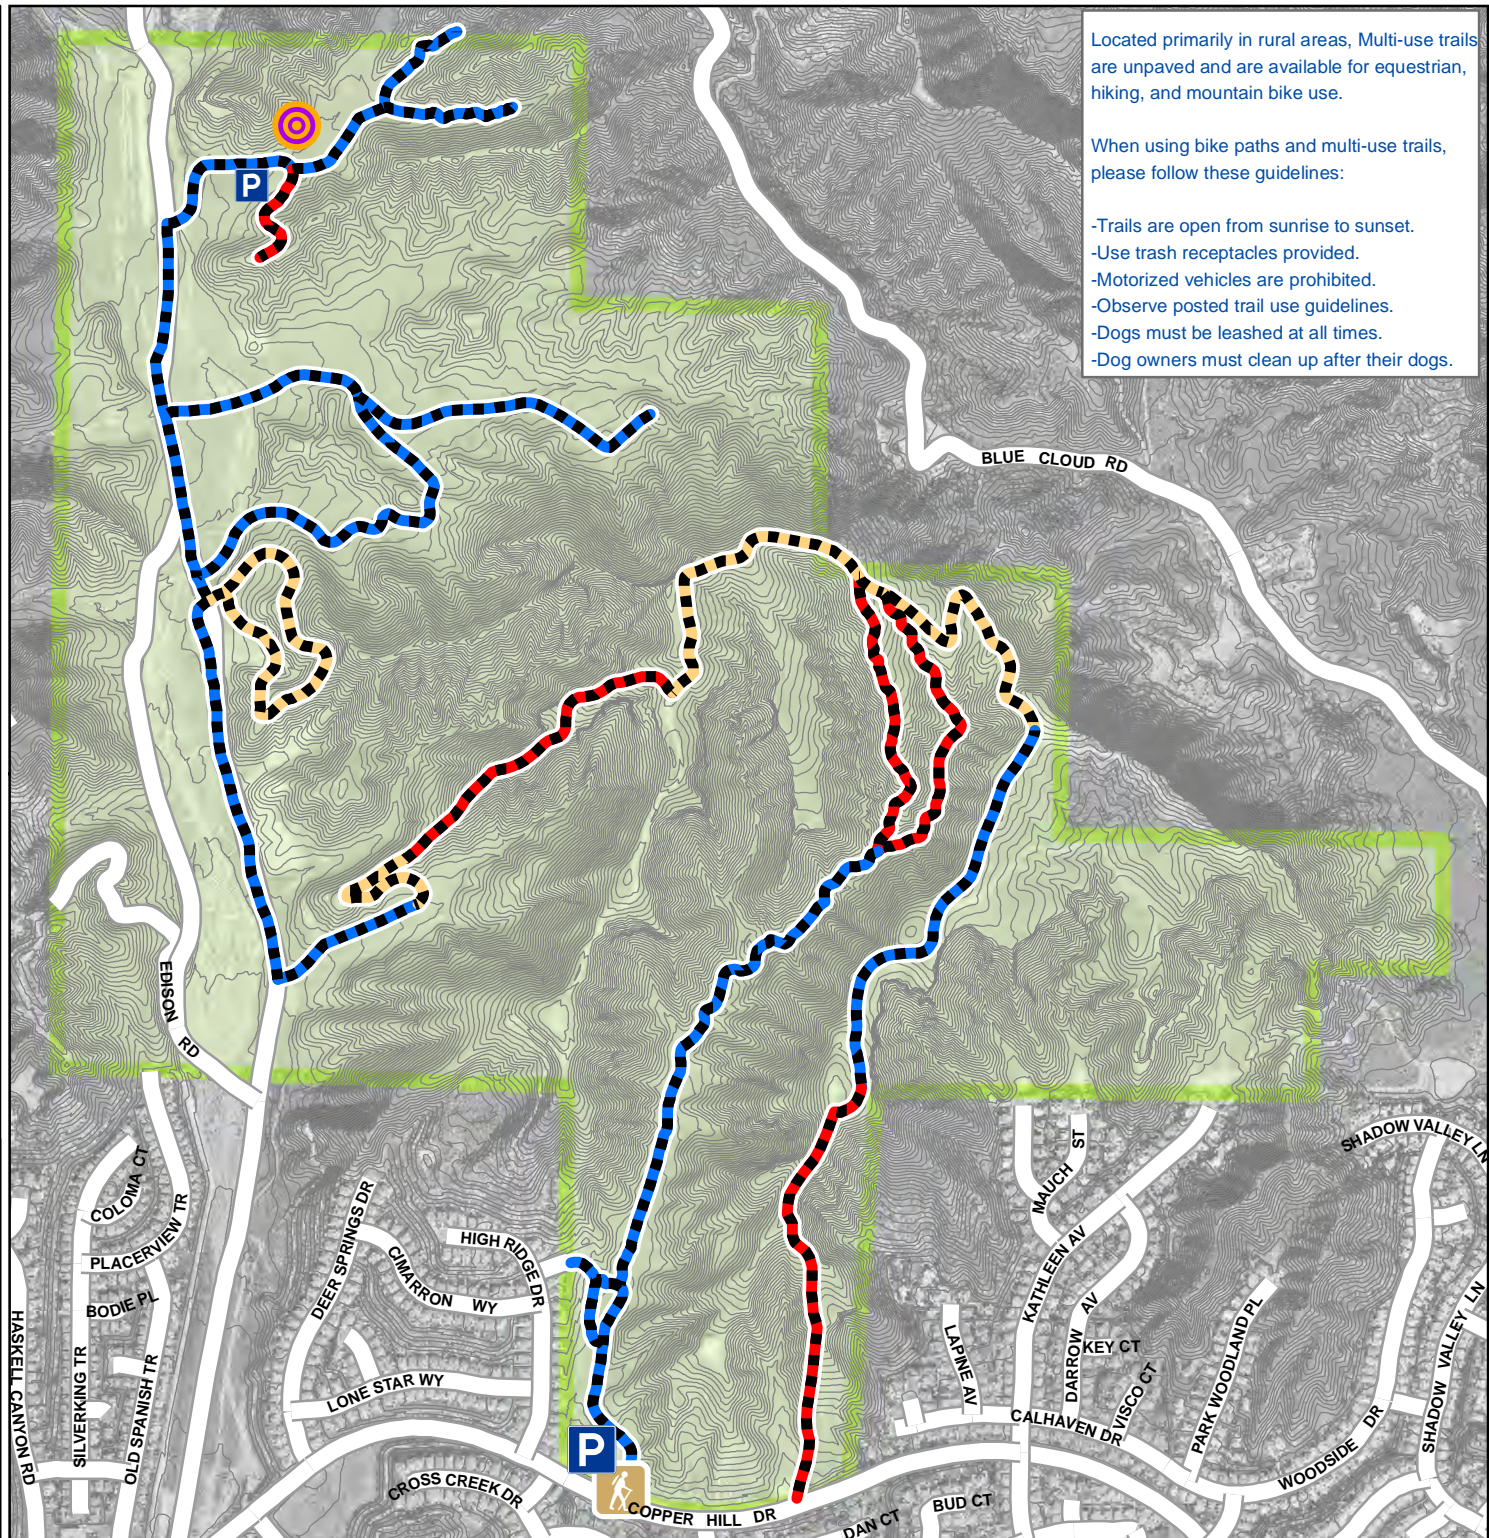 Located primarily in rural areas, Multi-use trails
are unpaved and are available for equestrian,
hiking, and mountain bike use.
When using bike paths and multi-use trails,
please follow these guidelines:
-Trails are open from sunrise to sunset.
-Use trash receptacles provided.
-Motorized vehicles are prohibited.
-Observe posted trail use guidelines.
-Dogs must be leashed at all times.
-Dog owners must clean up after their dogs.
P
BLUE CLOUD RD
EDISON RD
COLOMA CT
PLACERVIEW TR
BODIE PL
HASKELL CANYON RD
SILVERKING TR
OLD SPANISH TR
DEER SPRINGS DR
CIMARRON WY
HIGH RIDGE DR
LONE STAR WY
CROSS CREEK DR
P
COPPER HILL DR
DAN CT
BUD CT
LAPINE AV
CALHAVEN DR
KATHLEEN AV
MAUCH ST
DARROW AV
KEY CT
VISCO CT
PARK WOODLAND PL
WOODSIDE DR
SHADOW VALLEY LN
SHADOW VALLEY LN